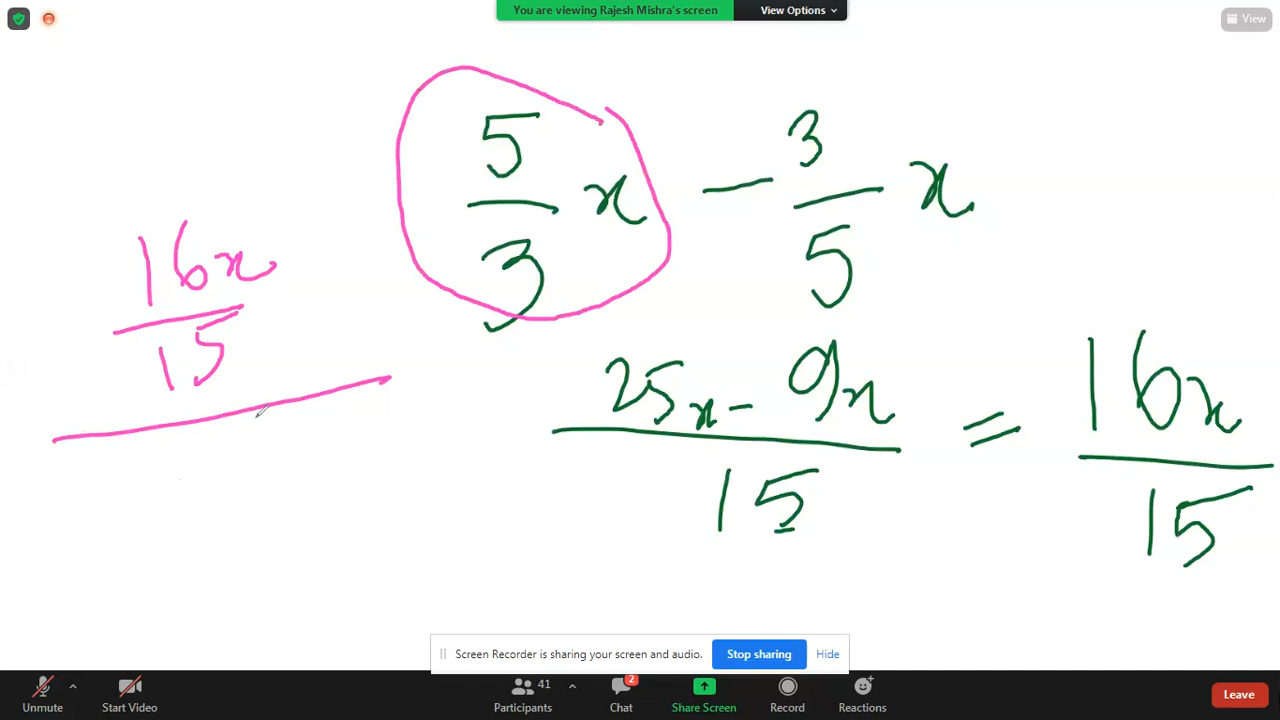 You are viewing Rajesh Mishra's screen
View Options
View
5/3 x - 3/5 x
16x/15
25x - 9x/15 = 16x/15
Screen Recorder is sharing your screen and audio.
Stop sharing
Hide
Unmute
Start Video
41
Participants
2
Chat
Share Screen
Record
Reactions
Leave